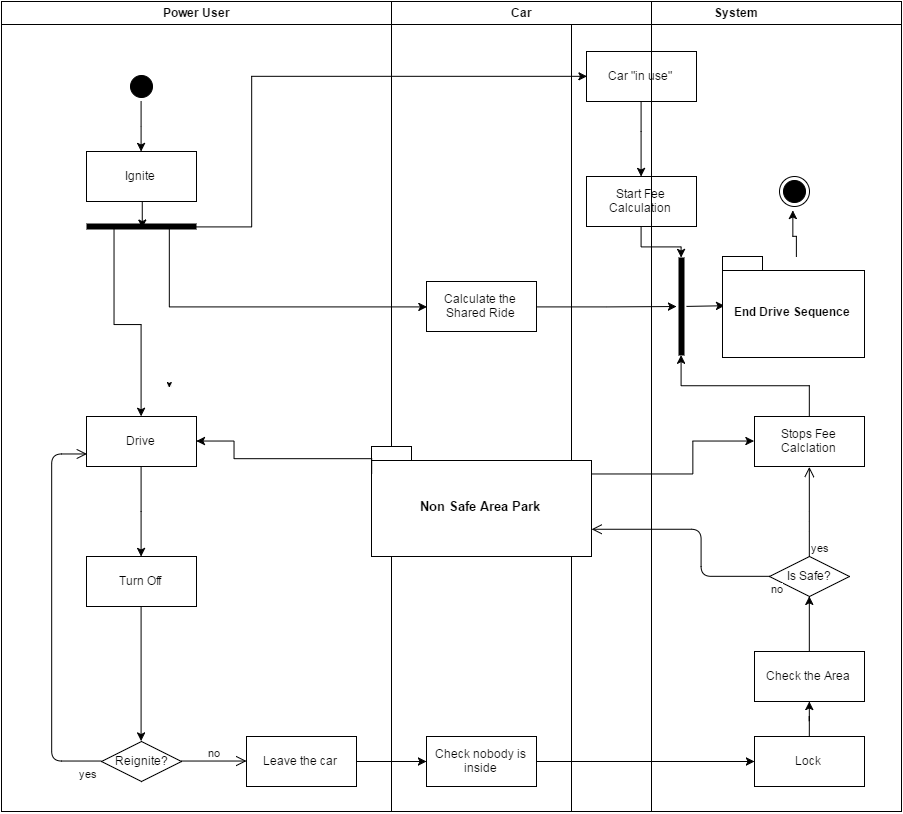 Power User
Car
System
Car "in use"
Ignite
Start Fee
Calculation
Calculate the
Shared Ride
End Drive Sequence
Drive
Stops Fee
Calclation
Non Safe Area Park
yes
Is Safe?
no
Turn Off
Check the Area
Reignite?
no
yes
Leave the car
Check nobody is
inside
Lock